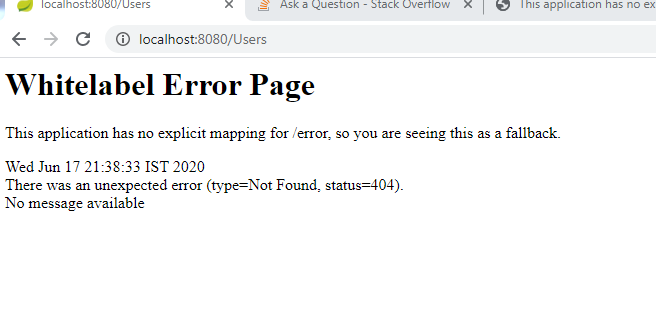 localhost:8080/Users
Ask a Question - Stack Overflow
This application has no ex
localhost:8080/Users
Whitelabel Error Page
This application has no explicit mapping for /error, so you are seeing this as a fallback.
Wed Jun 17 21:38:33 IST 2020
There was an unexpected error (type=Not Found, status=404).
No message available